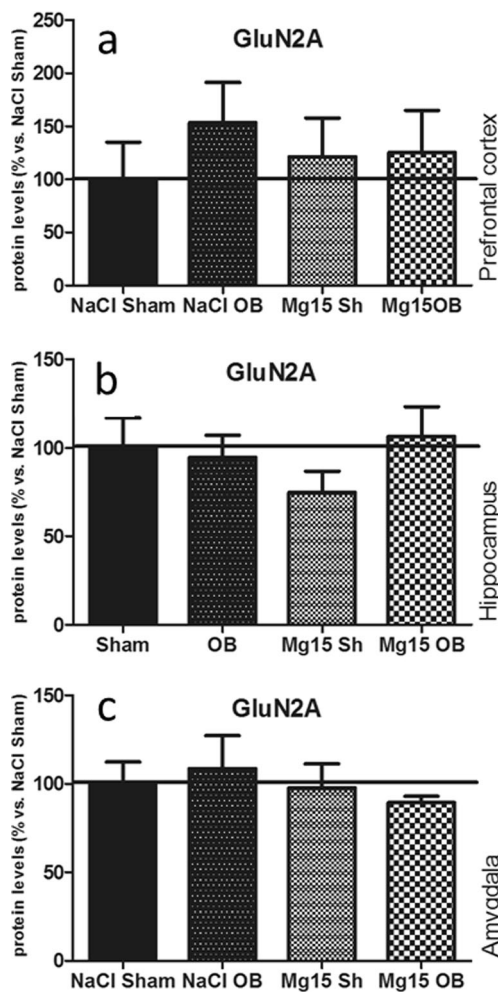 a
GluN2A
protein levels (% vs. NaCl Sham)
250
200
150
100
50
0
NaCl Sham NaCl OB Mg15 Sh Mg15OB
Prefrontal cortex
b
GluN2A
protein levels (% vs. NaCl Sham)
150
100
50
0
Sham OB Mg15 Sh Mg15 OB
Hippocampus
c
GluN2A
protein levels (% vs. NaCl Sham)
150
100
50
0
NaCl Sham NaCl OB Mg15 Sh Mg15 OB
Amygdala